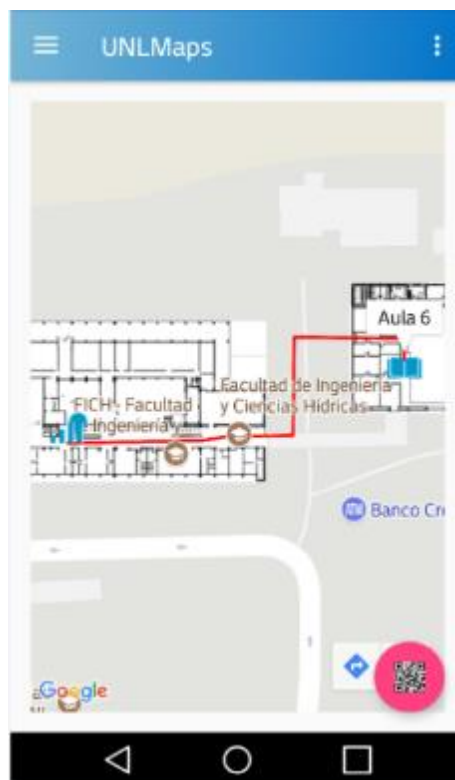 UNLMaps
Aula 6
Facultad de Ingeniería
y Ciencias Hídricas
FICH - Facultad
Ingeniería y
Banco Cre
Google